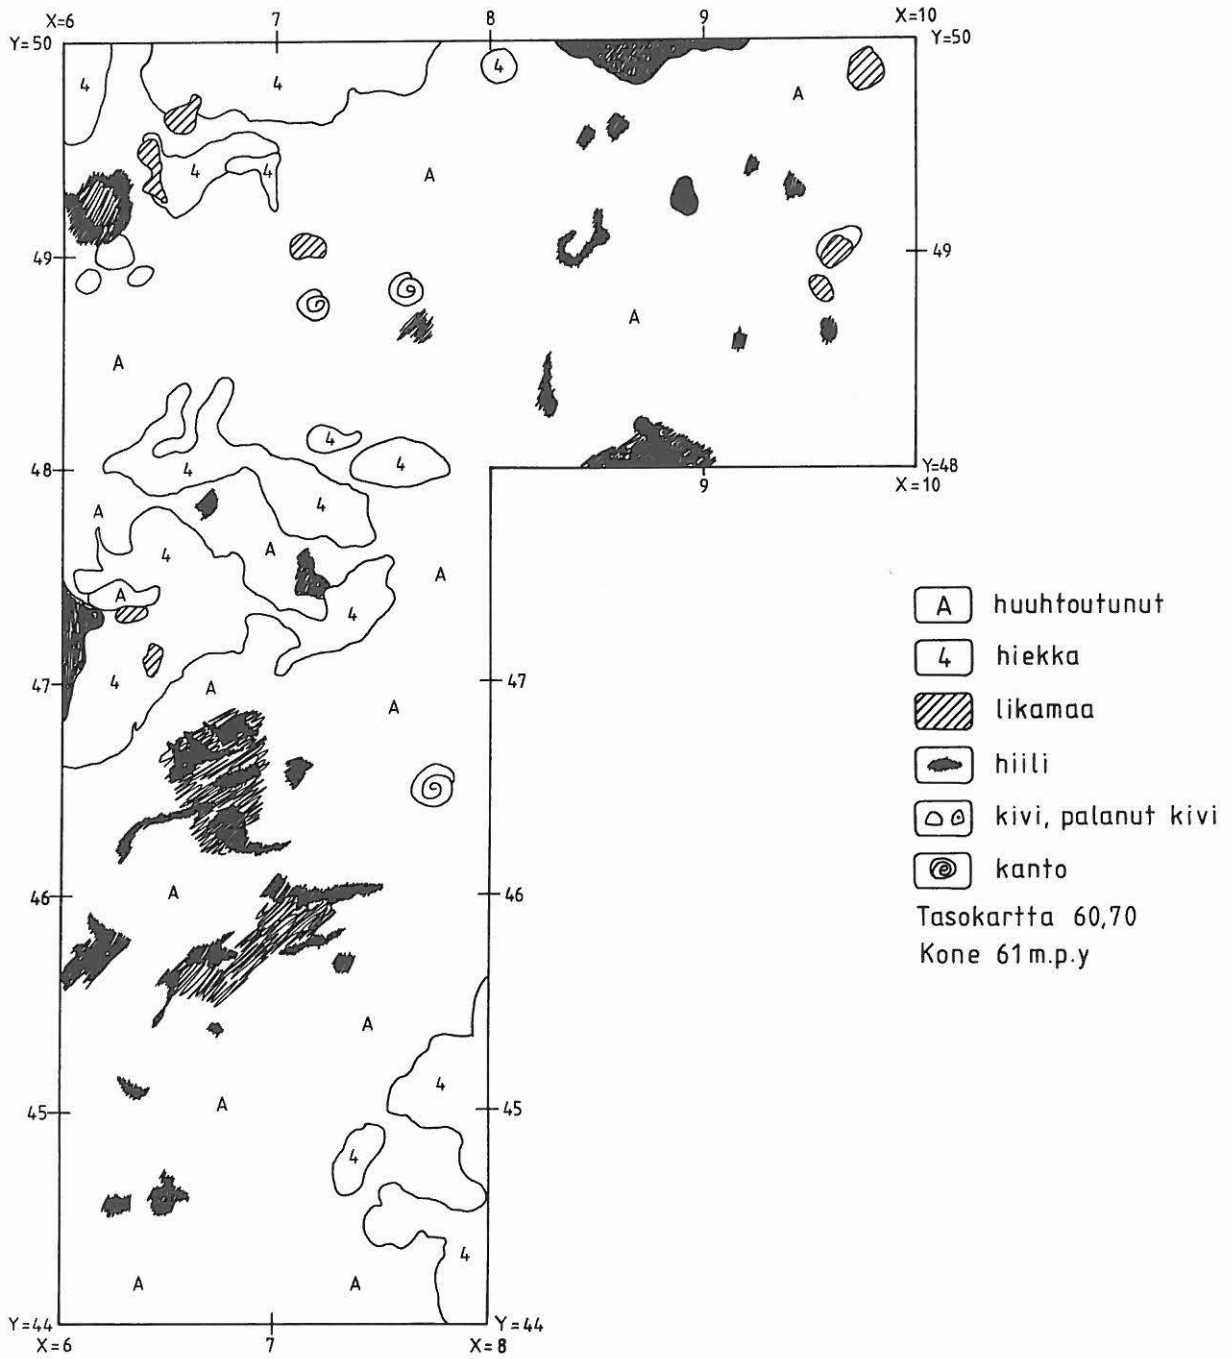 X=6 7 8 9 X=10
Y=50 Y=50
4 4 4 A
A 4 4
49 49
A A
4 4
48 4 Y=48
9 X=10
A 4
4 A A
A 4
A huuhtoutunut
4 hiekka
47 4 A 47
A
likamaa
hiili
kivi, palanut kivi
kanto
46 A 46
Tasokartta 60,70
Kone 61 m.p.y
A
4
45 A 45
4
4
A A
Y=44 Y=44
X=6 7 X=8